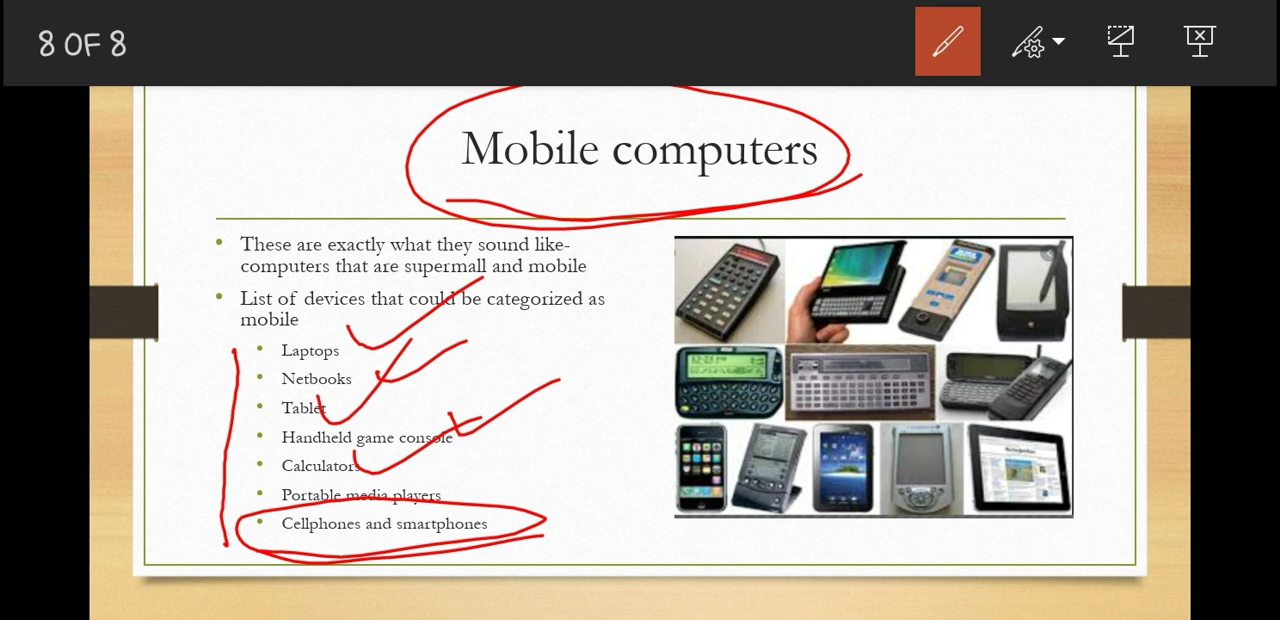 8 OF 8
Mobile computers
These are exactly what they sound like-
computers that are supermall and mobile
List of devices that could be categorized as
mobile
Laptops
Netbooks
Tablet
Handheld game console
Calculators
Portable media players
Cellphones and smartphones